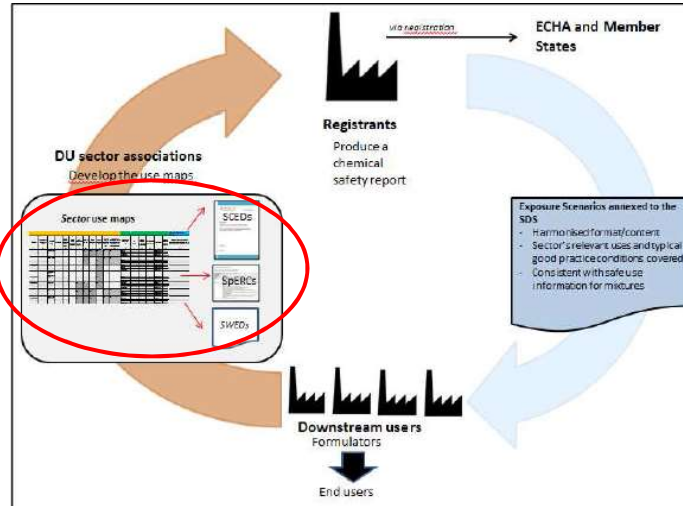 via registration
ECHA and Member
States
Registrants
Produce a
chemical
safety report
DU sector associations
Develop the use maps
Sector use maps
SCEDs
SpERCs
SWEDs
Exposure Scenarios annexed to the
SDS
- Harmonised format/content
- Sector's relevant uses and typical
good practice conditions covered
- Consistent with safe use
information for mixtures
Downstream users
Formulators
End users